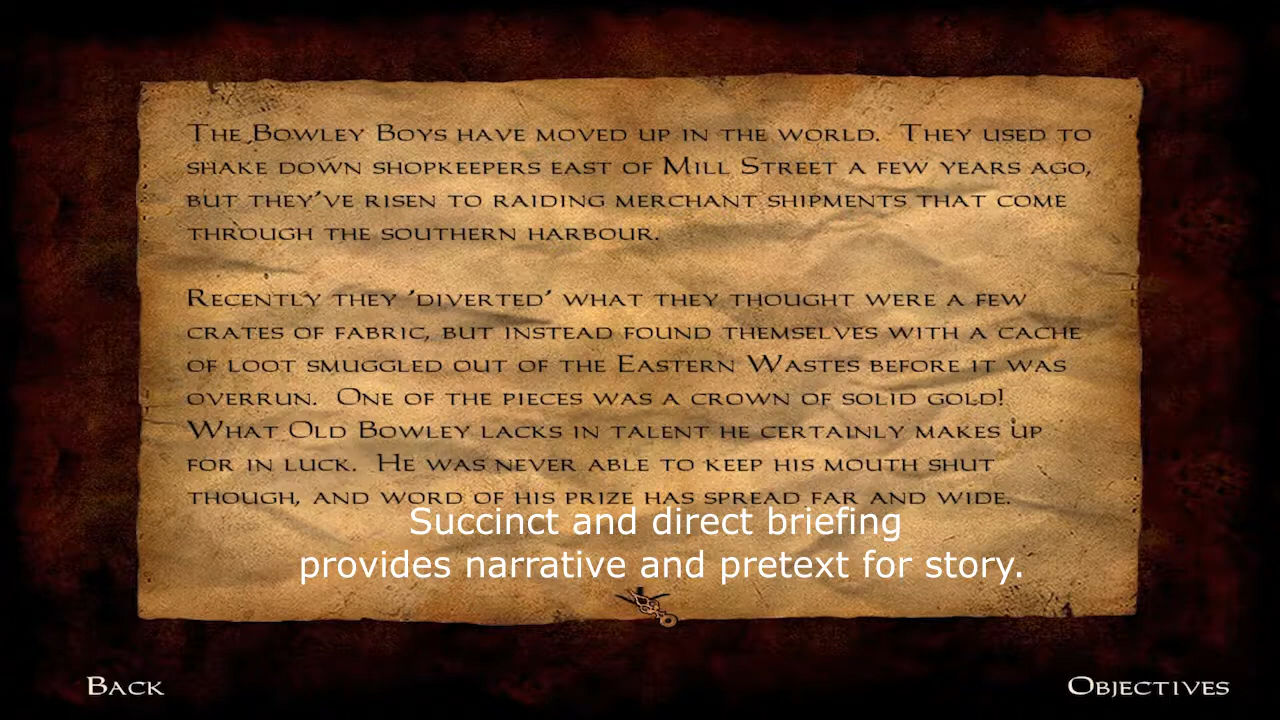 The Bowley Boys have moved up in the world.  They used to
shake down shopkeepers east of Mill Street a few years ago,
but they've risen to raiding merchant shipments that come
through the southern harbour.
Recently they 'diverted' what they thought were a few
crates of fabric, but instead found themselves with a cache
of loot smuggled out of the Eastern Wastes before it was
overrun.  One of the pieces was a crown of solid gold!
What Old Bowley lacks in talent he certainly makes up
for in luck.  He was never able to keep his mouth shut
though, and word of his prize has spread far and wide.
Succinct and direct briefing
provides narrative and pretext for story.
Back
Objectives